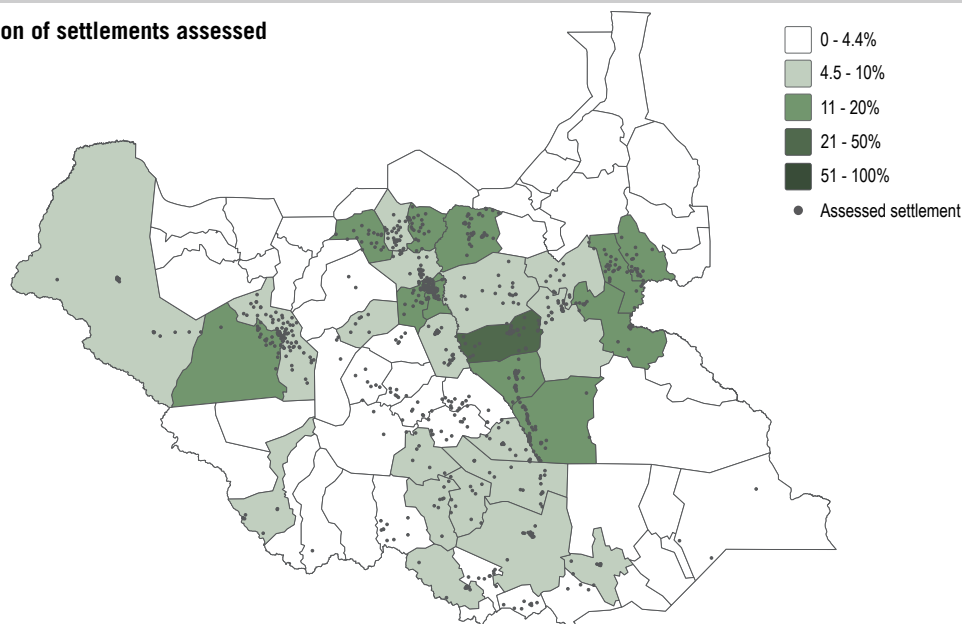 on of settlements assessed
0 - 4.4%
4.5 - 10%
11 - 20%
21 - 50%
51 - 100%
Assessed settlement